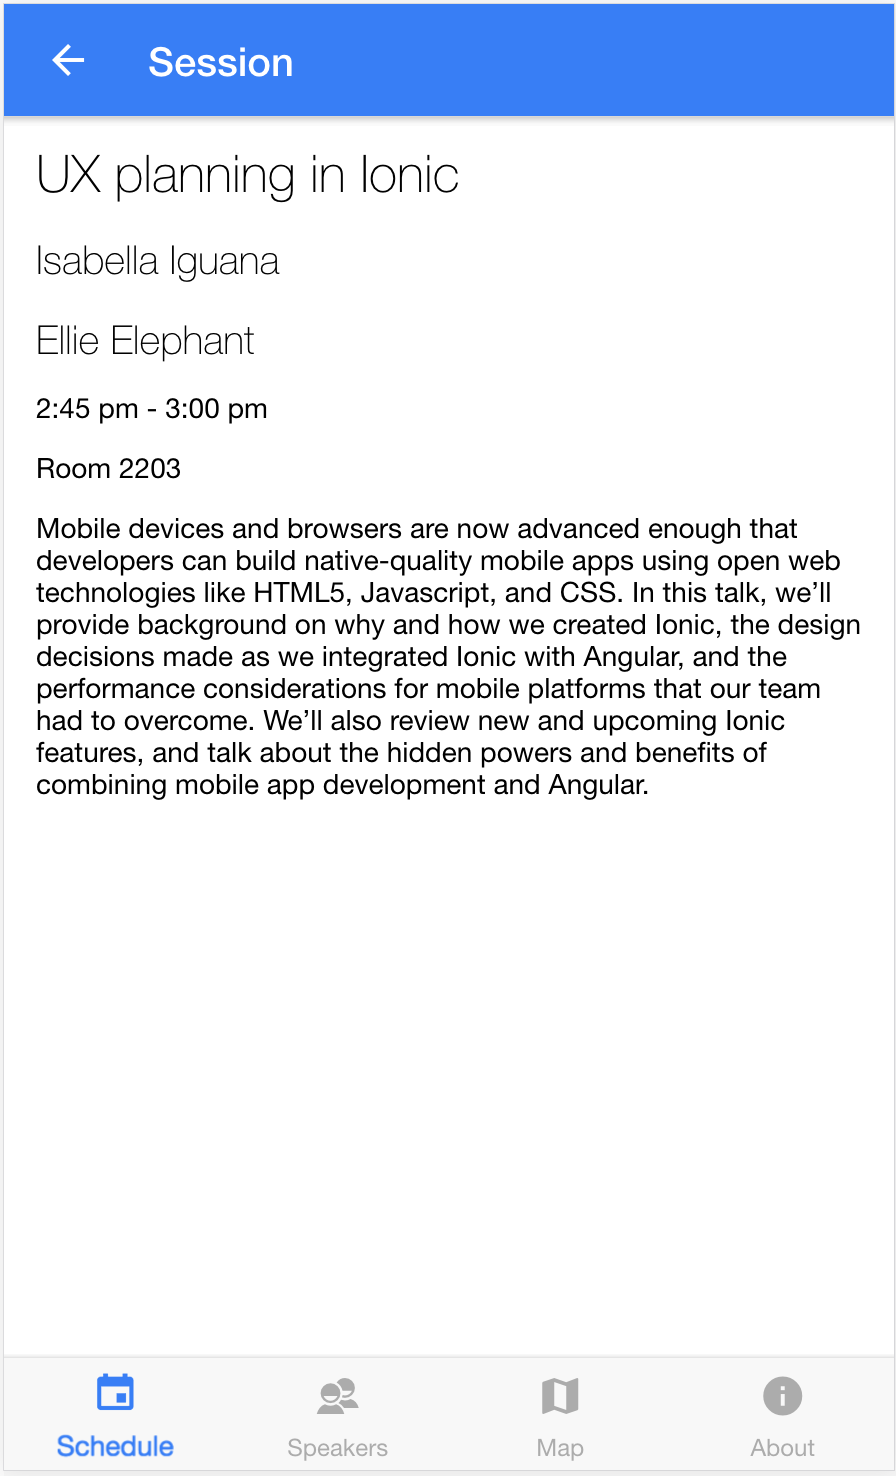 Session
UX planning in Ionic
Isabella Iguana
Ellie Elephant
2:45 pm - 3:00 pm
Room 2203
Mobile devices and browsers are now advanced enough that
developers can build native-quality mobile apps using open web
technologies like HTML5, Javascript, and CSS. In this talk, we’ll
provide background on why and how we created Ionic, the design
decisions made as we integrated Ionic with Angular, and the
performance considerations for mobile platforms that our team
had to overcome. We’ll also review new and upcoming Ionic
features, and talk about the hidden powers and benefits of
combining mobile app development and Angular.
Schedule
Speakers
Map
About